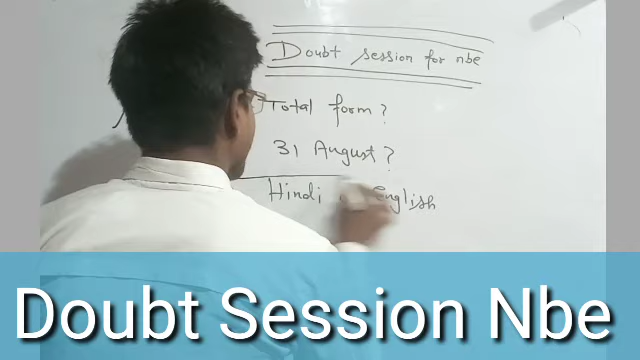 Doubt session for nbe
Total form?
31 August?
Hindi English
Doubt Session Nbe